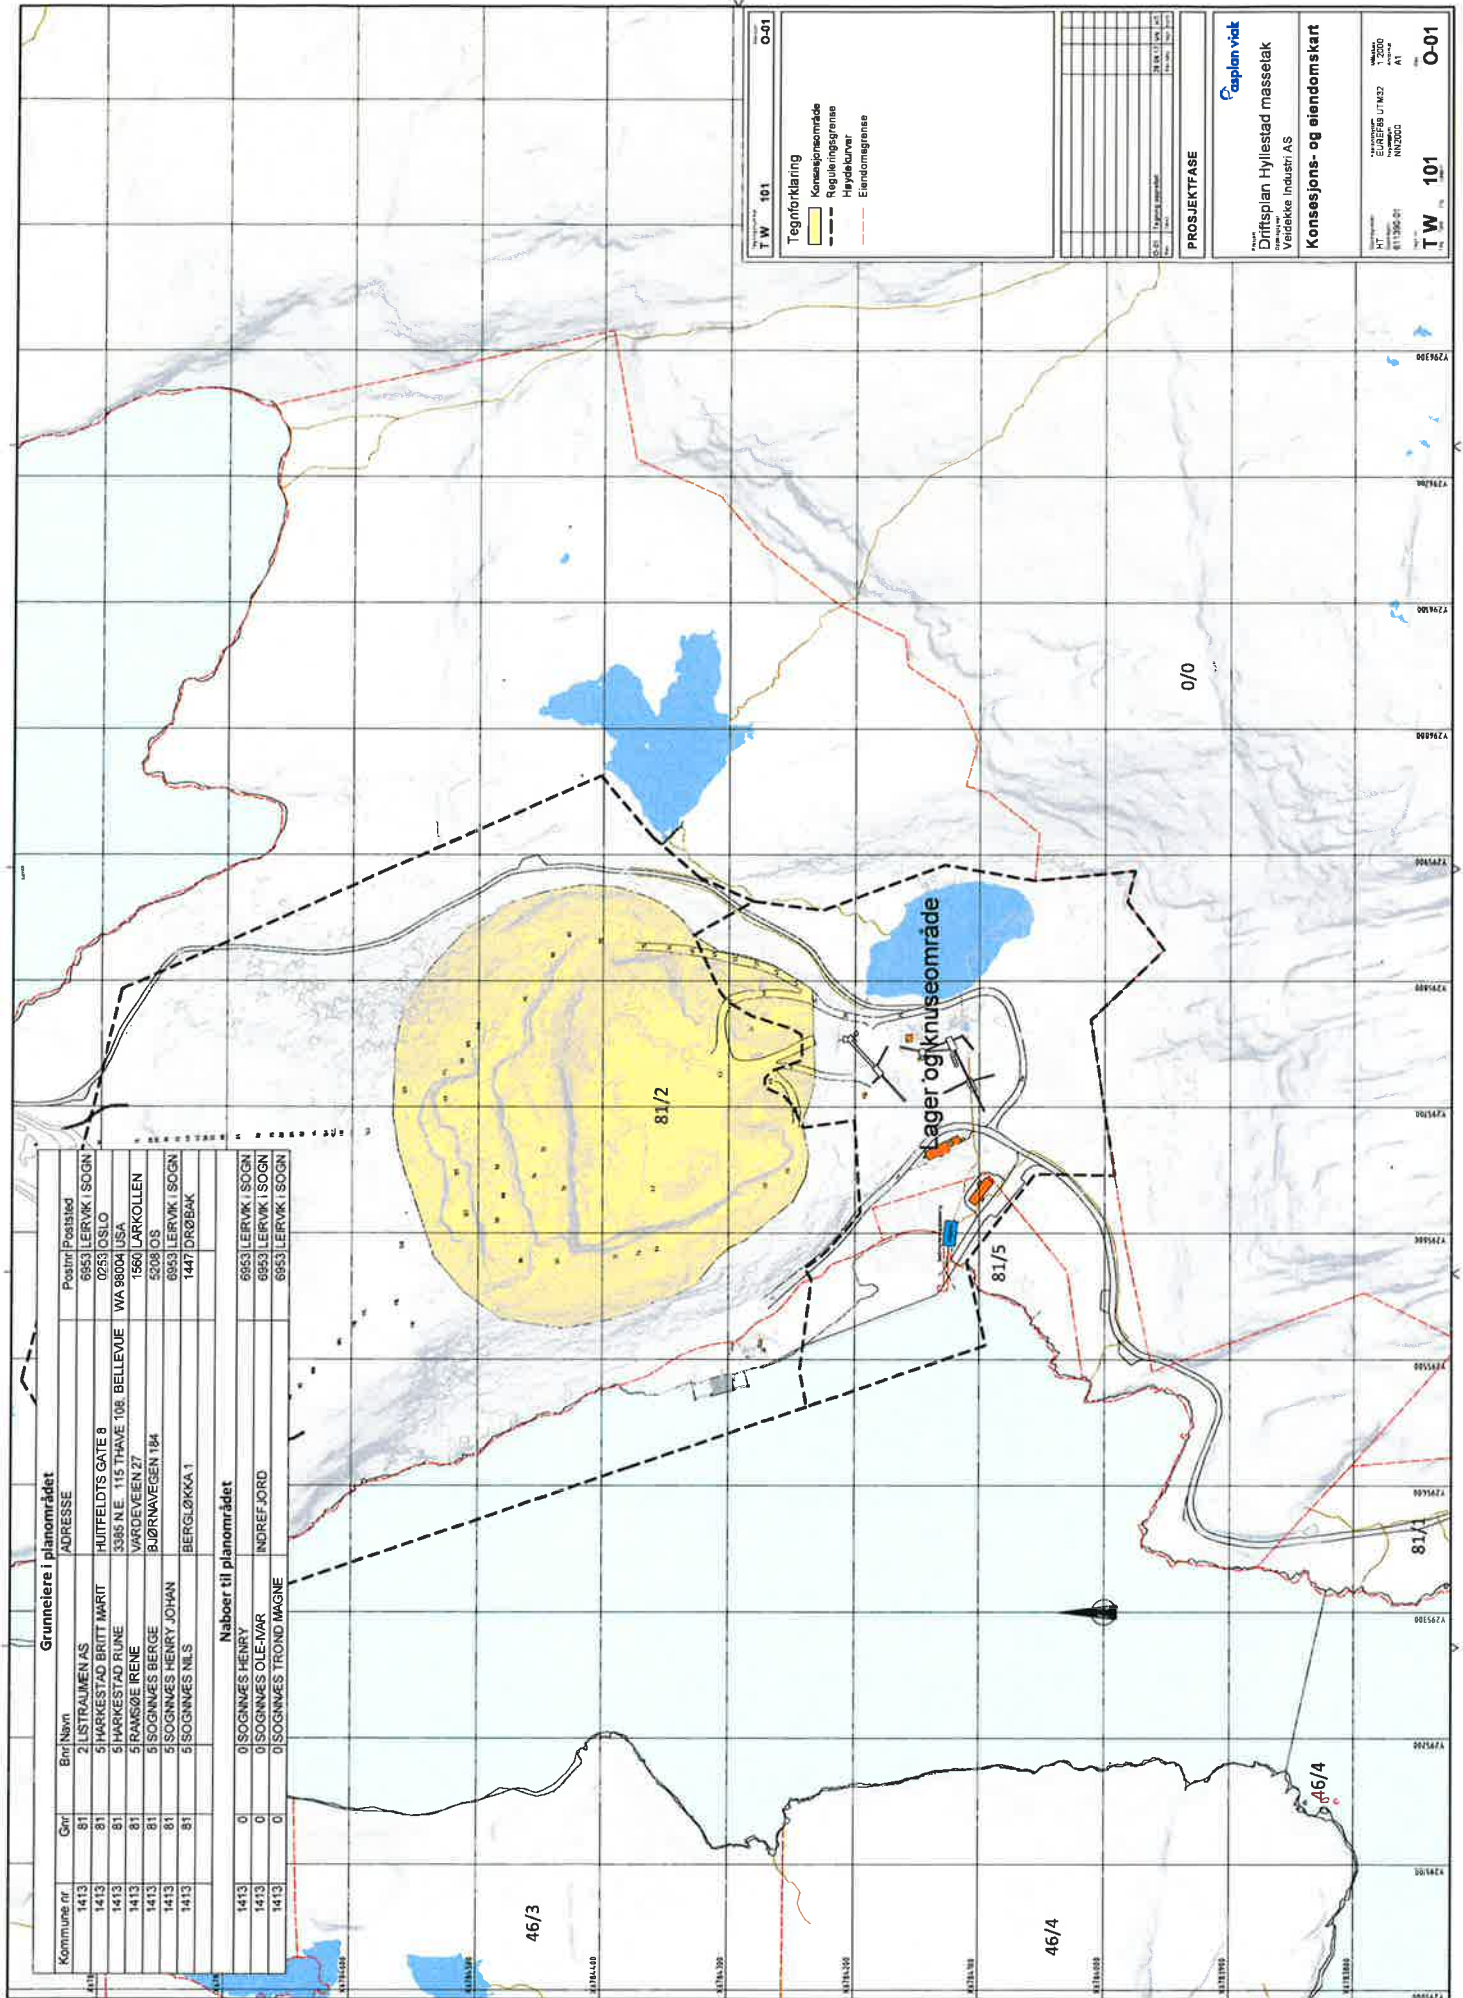 Grunneiere i planområdet
Kommune nr Gnr Bnr Navn ADRESSE Postnr Poststed
1413 81 2 LISTRAUMEN AS 6953 LEIRVIK I SOGN
1413 81 5 HARKESTAD BRITT MARIT HUITFELDTS GATE 8 0253 OSLO
1413 81 5 HARKESTAD RUNE 3385 N.E. 115 THAVE 108, BELLEVUE WA 98004 USA
1413 81 5 RAMSØE IRENE VARDEVEIEN 27 1560 LARKOLLEN
1413 81 5 SOGNNÆS BERGE BJØRNAVEGEN 184 5208 OS
1413 81 5 SOGNNÆS HENRY JOHAN 6953 LEIRVIK I SOGN
1413 81 5 SOGNNÆS NILS BERGLØKKA 1 1447 DRØBAK
Naboer til planområdet
1413 0 0 SOGNNÆS HENRY 6953 LEIRVIK I SOGN
1413 0 0 SOGNNÆS OLE-IVAR INDREFJORD 6953 LEIRVIK I SOGN
1413 0 0 SOGNNÆS TROND MAGNE 6953 LEIRVIK I SOGN
46/3
46/4
46/4
81/2
81/5
81/1
0/0
Lager og knuseområde
TW 101 O-01
Tegnforklaring
Konsesjonsområde
Reguleringsgrense
Høydekurver
Eiendomsgrense
PROSJEKTFASE
asplan viak
Driftsplan Hyllestad massetak
Veidekke Industri AS
Konsesjons- og eiendomskart
HT
EUREF89 UTM32
1:2000
611390-01
NN2000
A1
TW 101 O-01